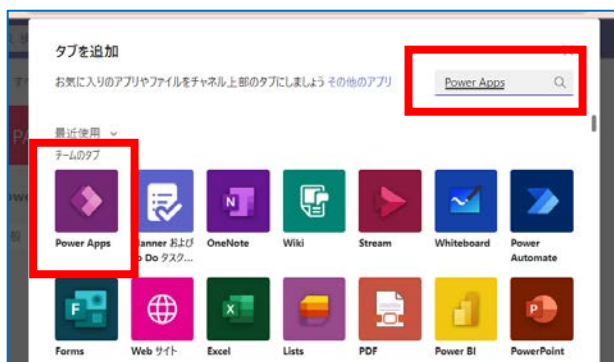 タブを追加
お気に入りのアプリやファイルをチャネル上部のタブにしましょう その他のアプリ
Power Apps
最近使用
チームのタブ
Power Apps
anner および
o Do タスク...
OneNote
Wiki
Stream
Whiteboard
Power
Automate
Forms
Web サイト
Excel
Lists
PDF
Power BI
PowerPoint